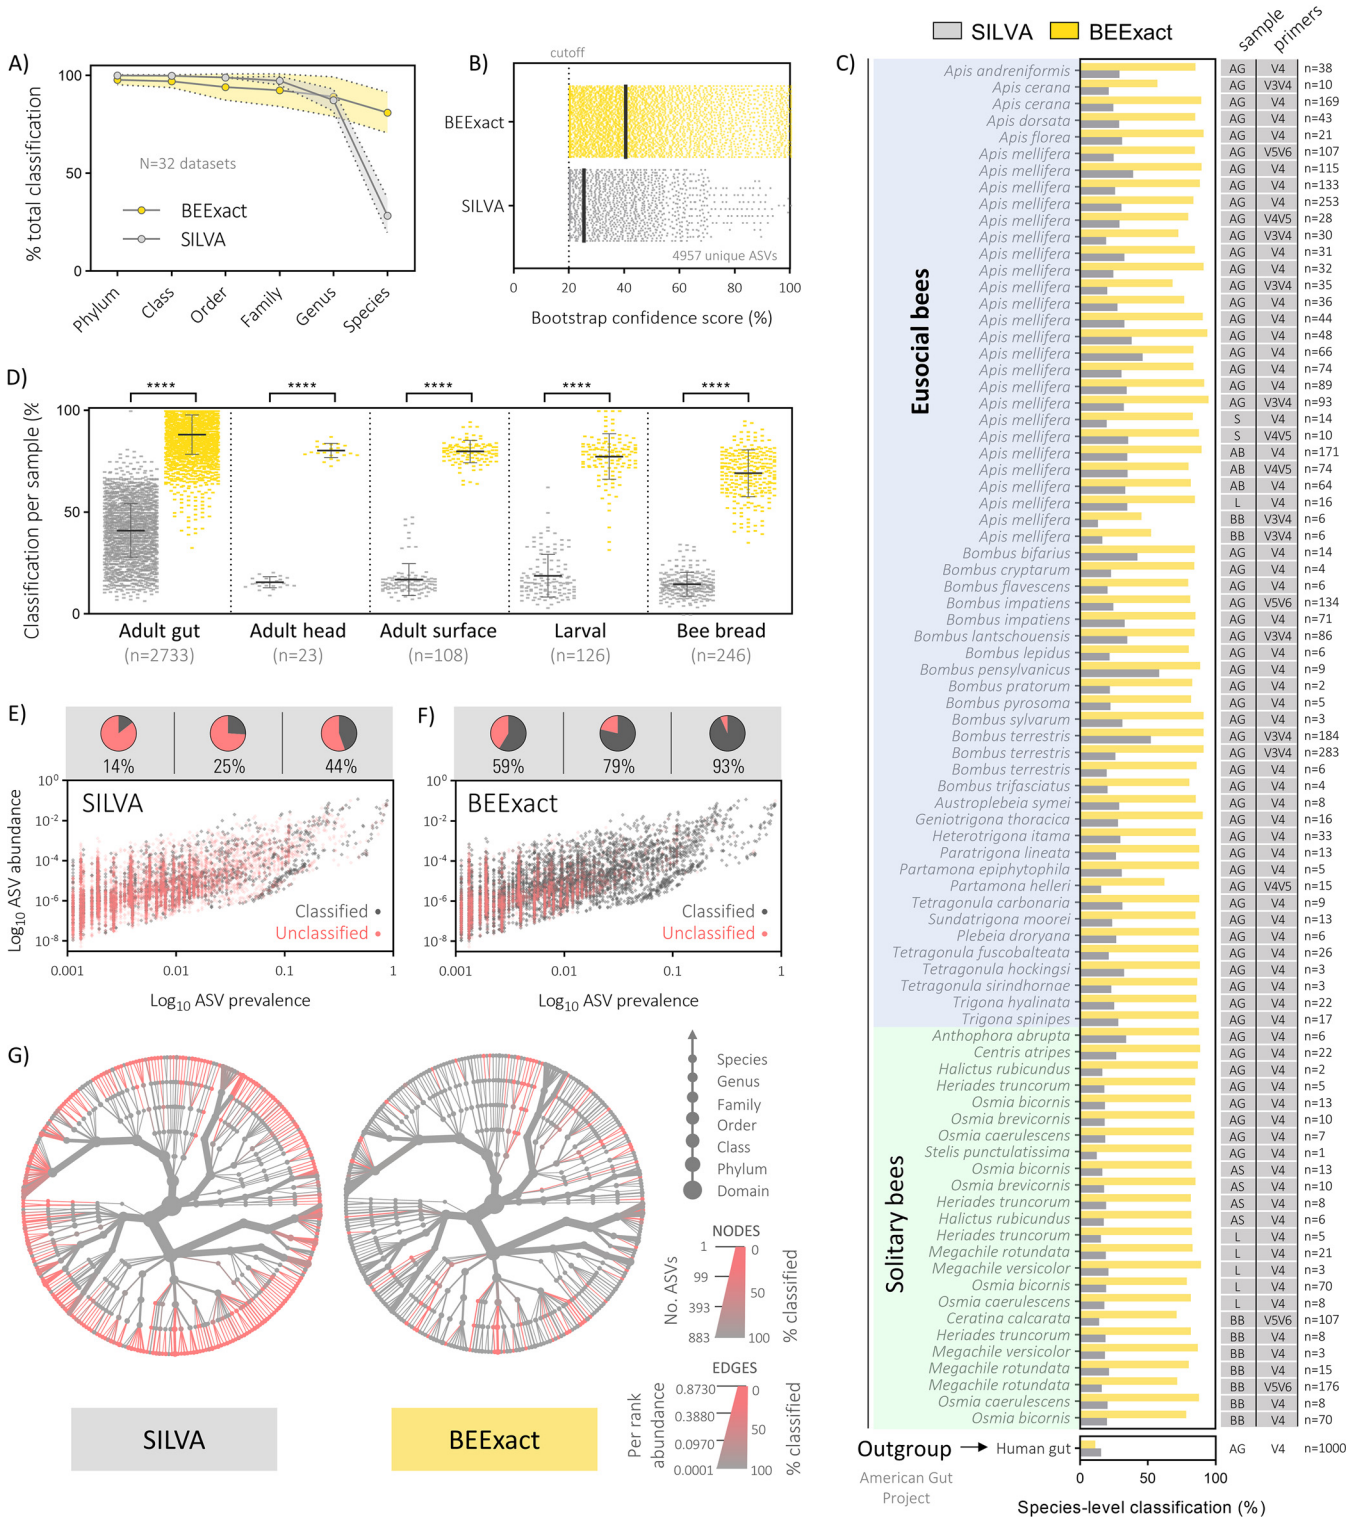 A)
% total classification
100
50
0
N=32 datasets
BEExact
SILVA
Phylum
Class
Order
Family
Genus
Species
B)
cutoff
BEExact
SILVA
4957 unique ASVs
0 20 40 60 80 100
Bootstrap confidence score (%)
SILVA BEExact
C)
sample primers
Eusocial bees
Apis andreniformis AG V4 n=38
Apis cerana AG V3V4 n=10
Apis cerana AG V4 n=169
Apis dorsata AG V4 n=43
Apis florea AG V4 n=21
Apis mellifera AG V5V6 n=107
Apis mellifera AG V4 n=115
Apis mellifera AG V4 n=133
Apis mellifera AG V4 n=253
Apis mellifera AG V4V5 n=28
Apis mellifera AG V3V4 n=30
Apis mellifera AG V4 n=31
Apis mellifera AG V4 n=32
Apis mellifera AG V3V4 n=35
Apis mellifera AG V4 n=36
Apis mellifera AG V4 n=44
Apis mellifera AG V4 n=48
Apis mellifera AG V4 n=66
Apis mellifera AG V4 n=74
Apis mellifera AG V4 n=89
Apis mellifera AG V3V4 n=93
Apis mellifera S V4 n=14
Apis mellifera S V4V5 n=10
Apis mellifera AB V4 n=171
Apis mellifera AB V4V5 n=74
Apis mellifera AB V4 n=64
Apis mellifera L V4 n=16
Apis mellifera BB V3V4 n=6
Apis mellifera BB V3V4 n=6
Bombus bifarius AG V4 n=14
Bombus cryptarum AG V4 n=4
Bombus flavescens AG V4 n=6
Bombus impatiens AG V5V6 n=134
Bombus impatiens AG V4 n=71
Bombus lantschouensis AG V3V4 n=86
Bombus lepidus AG V4 n=6
Bombus pensylvanicus AG V4 n=9
Bombus pratorum AG V4 n=2
Bombus pyrosoma AG V4 n=5
Bombus sylvarum AG V4 n=3
Bombus terrestris AG V3V4 n=184
Bombus terrestris AG V3V4 n=283
Bombus terrestris AG V4 n=6
Bombus trifasciatus AG V4 n=4
Austroplebeia symei AG V4 n=8
Geniotrigona thoracica AG V4 n=16
Heterotrigona itama AG V4 n=33
Paratrigona lineata AG V4 n=13
Partamona epiphytophila AG V4 n=5
Partamona helleri AG V4V5 n=15
Tetragonula carbonaria AG V4 n=9
Sundatrigona moorei AG V4 n=13
Plebeia droryana AG V4 n=6
Tetragonula fuscobalteata AG V4 n=26
Tetragonula hockingsi AG V4 n=3
Tetragonula sirindhornae AG V4 n=3
Trigona hyalinata AG V4 n=22
Trigona spinipes AG V4 n=17
Solitary bees
Anthophora abrupta AG V4 n=6
Centris atripes AG V4 n=22
Halictus rubicundus AG V4 n=2
Heriades truncorum AG V4 n=5
Osmia bicornis AG V4 n=13
Osmia brevicornis AG V4 n=10
Osmia caerulescens AG V4 n=7
Stelis punctulatissima AG V4 n=1
Osmia bicornis AS V4 n=13
Osmia brevicornis AS V4 n=10
Heriades truncorum AS V4 n=8
Halictus rubicundus AS V4 n=6
Heriades truncorum L V4 n=5
Megachile rotundata L V4 n=21
Megachile versicolor L V4 n=3
Osmia bicornis L V4 n=70
Osmia caerulescens L V4 n=8
Ceratina calcarata BB V5V6 n=107
Heriades truncorum BB V4 n=8
Megachile versicolor BB V4 n=3
Megachile rotundata BB V4 n=15
Megachile rotundata BB V5V6 n=176
Osmia caerulescens BB V4 n=8
Osmia bicornis BB V4 n=70
Outgroup Human gut AG V4 n=1000
American Gut
Project
0 50 100
Species-level classification (%)
D)
Classification per sample (%
100
50
0
**** **** **** **** ****
Adult gut Adult head Adult surface Larval Bee bread
(n=2733) (n=23) (n=108) (n=126) (n=246)
E)
14% 25% 44%
SILVA
Log10 ASV abundance
10⁰
10⁻²
10⁻⁴
10⁻⁶
10⁻⁸
Classified
Unclassified
0.001 0.01 0.1 1
Log10 ASV prevalence
F)
59% 79% 93%
BEExact
10⁰
10⁻²
10⁻⁴
10⁻⁶
10⁻⁸
Classified
Unclassified
0.001 0.01 0.1 1
Log10 ASV prevalence
G)
Species
Genus
Family
Order
Class
Phylum
Domain
NODES
No. ASVs
1 0
99
50
393
883 100
% classified
EDGES
Per rank
abundance
0.8730 0
0.3880
50
0.0970
0.0001 100
% classified
SILVA
BEExact